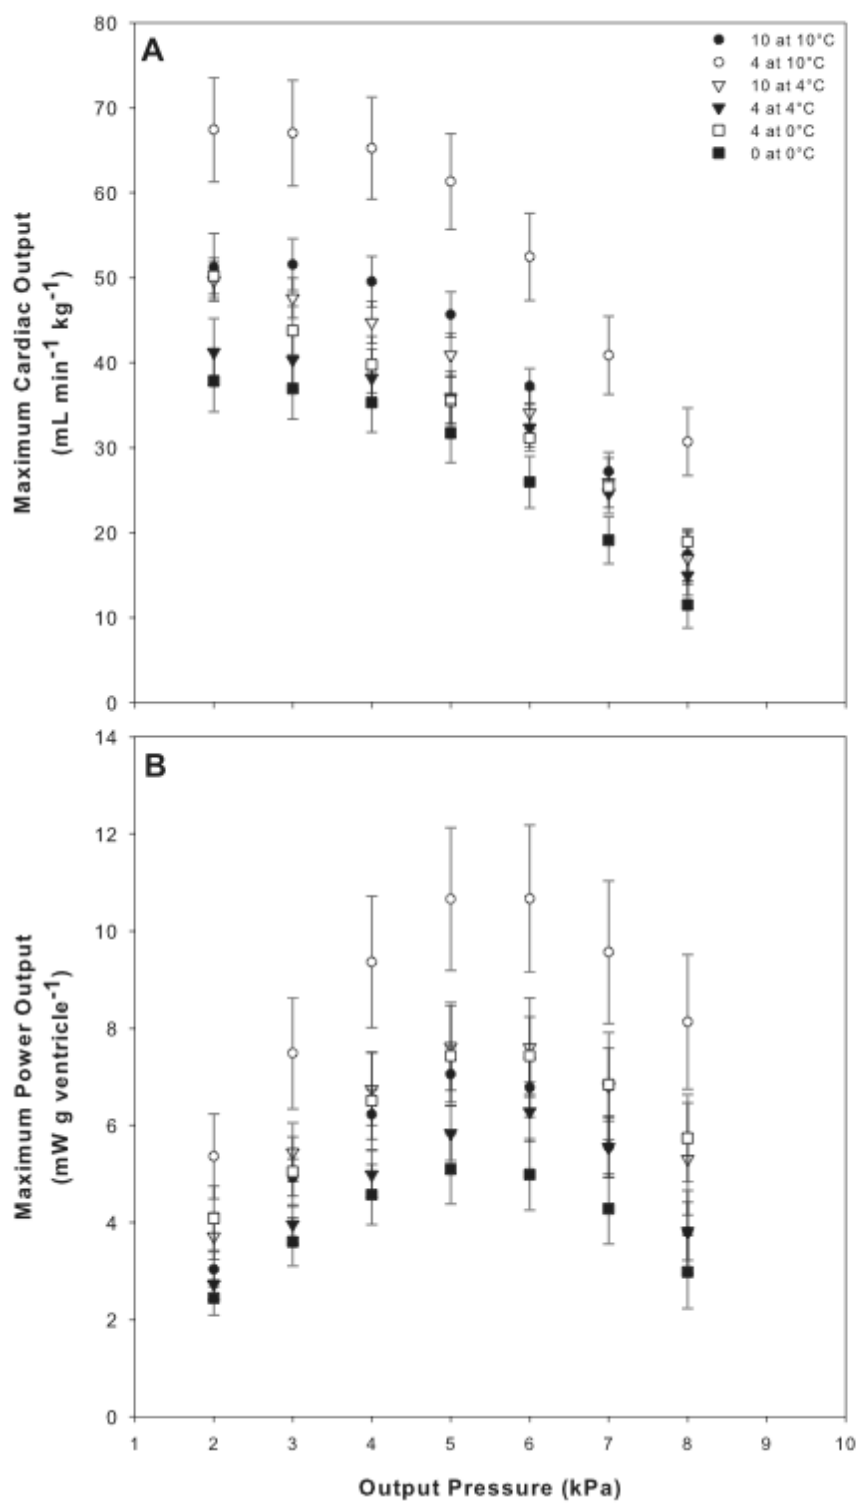 80
70
60
50
40
30
20
10
0
A
10 at 10°C
4 at 10°C
10 at 4°C
4 at 4°C
4 at 0°C
0 at 0°C
Maximum Cardiac Output
(mL min⁻¹ kg⁻¹)
14
12
10
8
6
4
2
0
B
Maximum Power Output
(mW g ventricle⁻¹)
1 2 3 4 5 6 7 8 9 10
Output Pressure (kPa)